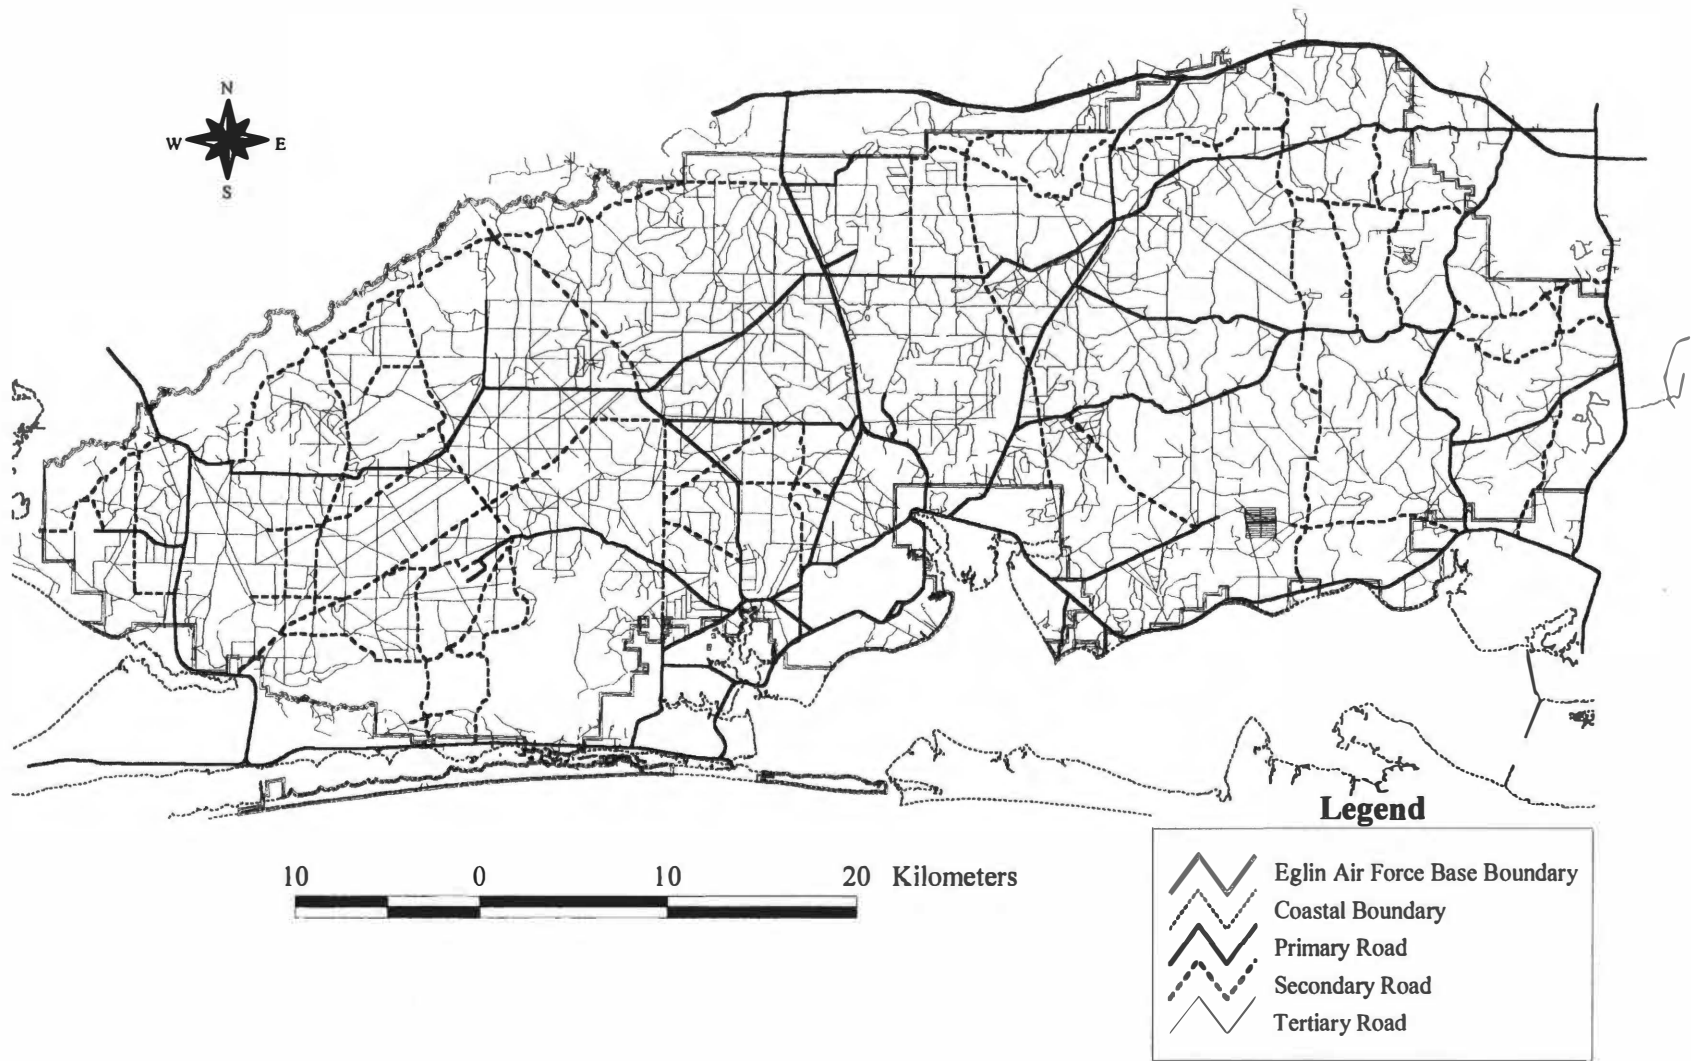 N
W E
S
Legend
10 0 10 20 Kilometers
Eglin Air Force Base Boundary
Coastal Boundary
Primary Road
Secondary Road
Tertiary Road